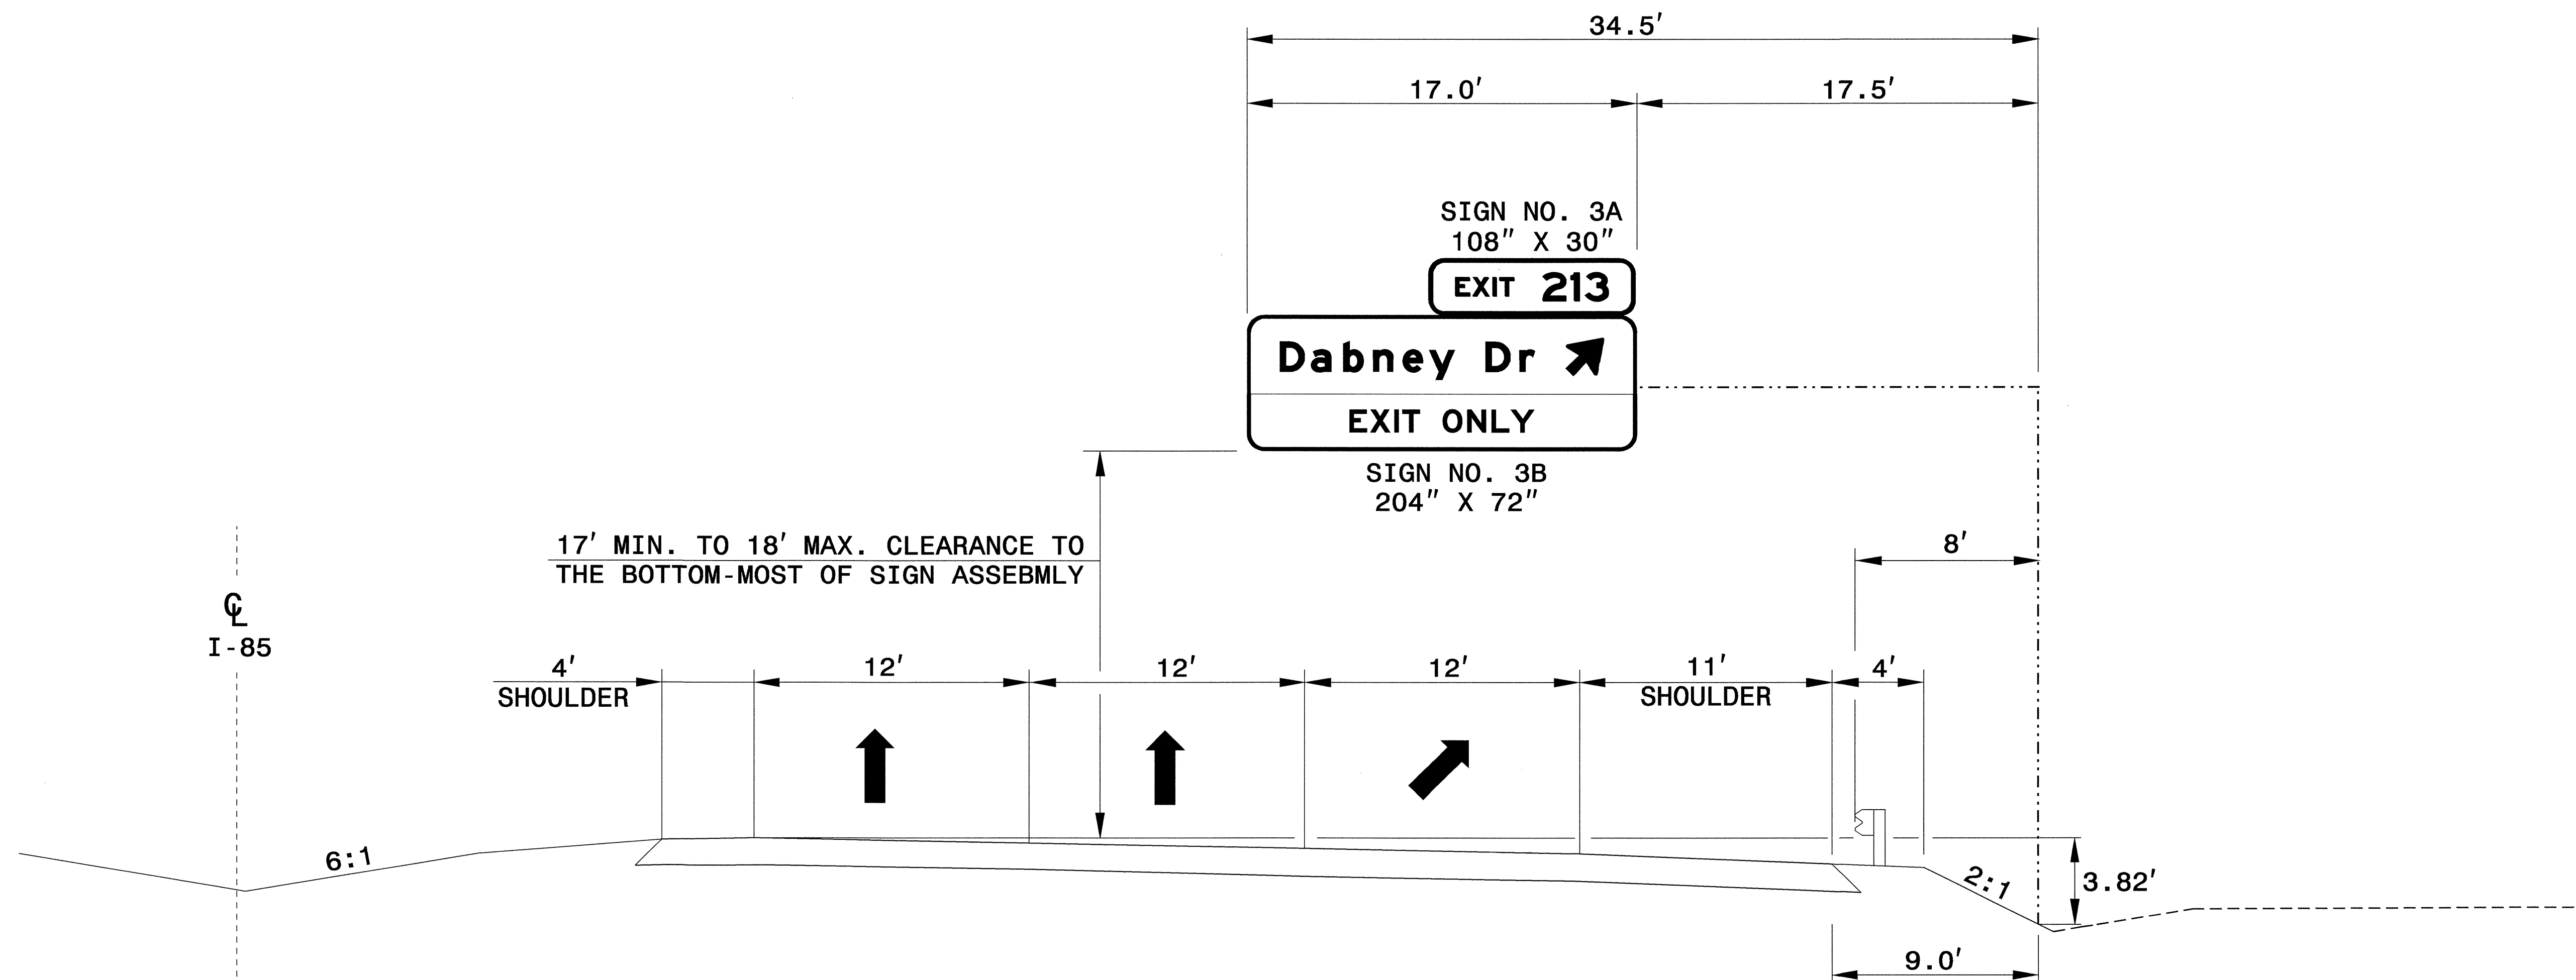 34.5'
17.0'
17.5'
SIGN NO. 3A
108" X 30"
EXIT 213
Dabney Dr
EXIT ONLY
SIGN NO. 3B
204" X 72"
17' MIN. TO 18' MAX. CLEARANCE TO
THE BOTTOM-MOST OF SIGN ASSEBMLY
8'
℄
I-85
4'
SHOULDER
12'
12'
12'
11'
SHOULDER
4'
6:1
2:1
3.82'
9.0'